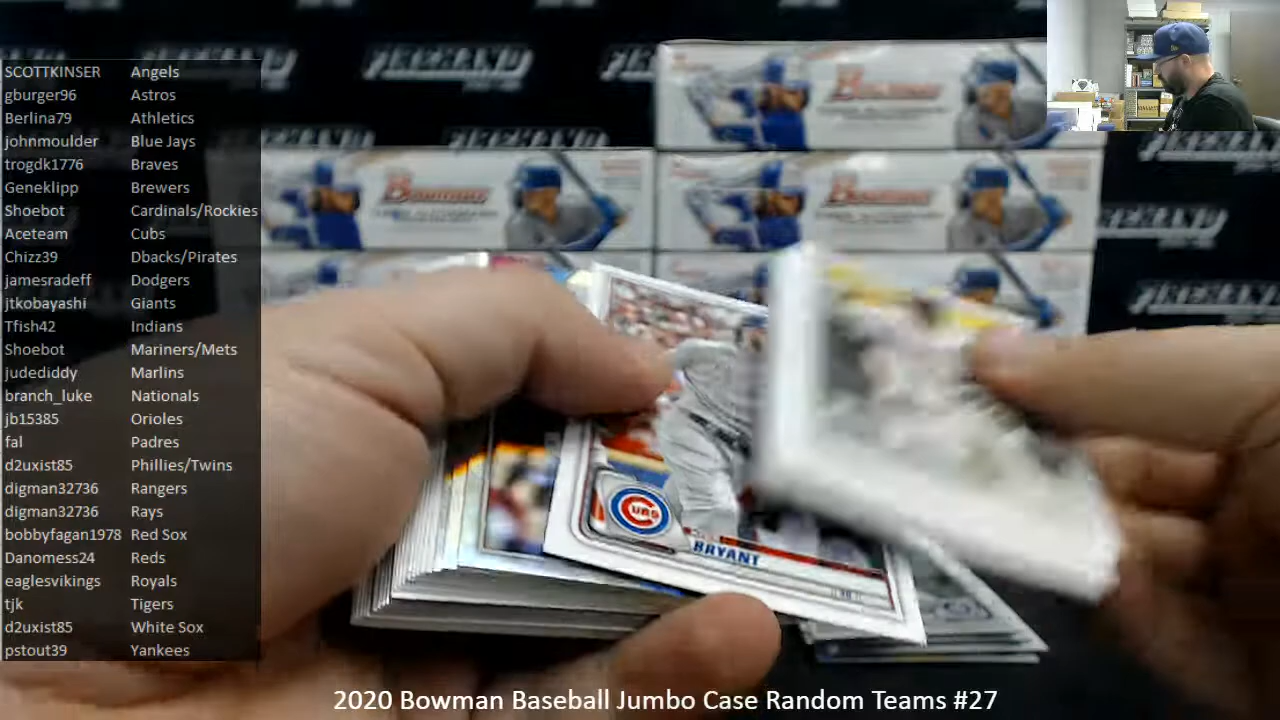 SCOTTKINSER Angels
gburger96 Astros
Berlina79 Athletics
johnmoulder Blue Jays
trogdk1776 Braves
Geneklipp Brewers
Shoebot Cardinals/Rockies
Aceteam Cubs
Chizz39 Dbacks/Pirates
jamesradeff Dodgers
jtkobayashi Giants
Tfish42 Indians
Shoebot Mariners/Mets
judediddy Marlins
branch_luke Nationals
jb15385 Orioles
fal Padres
d2uxist85 Phillies/Twins
digman32736 Rangers
digman32736 Rays
bobbyfagan1978 Red Sox
Danomess24 Reds
eaglesvikings Royals
tjk Tigers
d2uxist85 White Sox
pstout39 Yankees
Bowman
Bowman
Bowman
CUBS
BRYANT
2020 Bowman Baseball Jumbo Case Random Teams #27